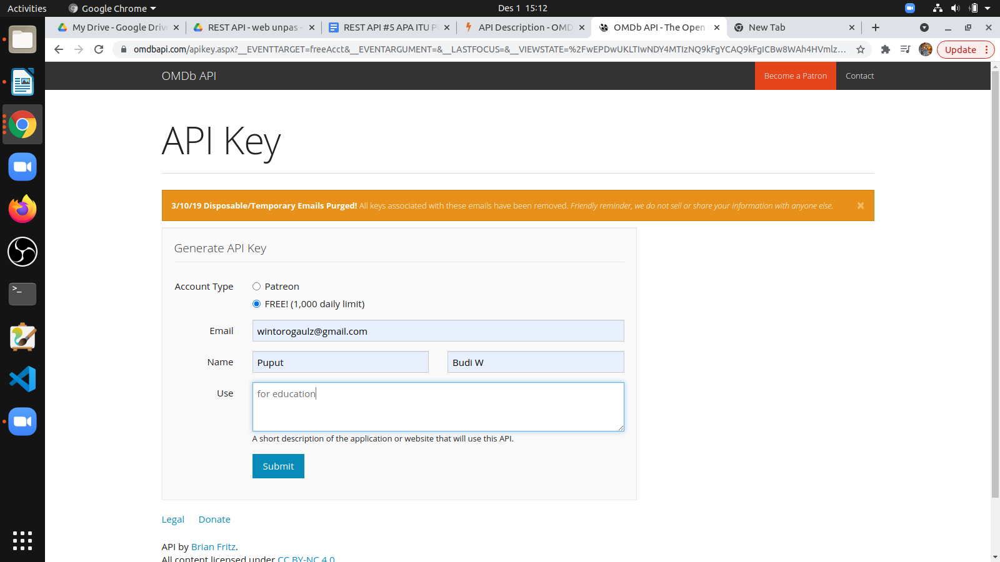 Activities
Google Chrome
Des 1 15:12
My Drive - Google Drive
REST API - web unpas -
REST API #5 APA ITU P
API Description - OMD
OMDb API - The Open
New Tab
omdbapi.com/apikey.aspx?__EVENTTARGET=freeAcct&__EVENTARGUMENT=&__LASTFOCUS=&__VIEWSTATE=%2FwEPDwUKLTIwNDY4MTIzNQ9kFgYCAQ9kFgICBw8WAh4HVmlz...
Update
OMDb API
Become a Patron
Contact
API Key
3/10/19 Disposable/Temporary Emails Purged! All keys associated with these emails have been removed. Friendly reminder, we do not sell or share your information with anyone else.
×
Generate API Key
Account Type
Patreon
FREE! (1,000 daily limit)
Email
wintorogaulz@gmail.com
Name
Puput
Budi W
Use
for education
A short description of the application or website that will use this API.
Submit
Legal
Donate
API by Brian Fritz.
All content licensed under CC BY-NC 4.0